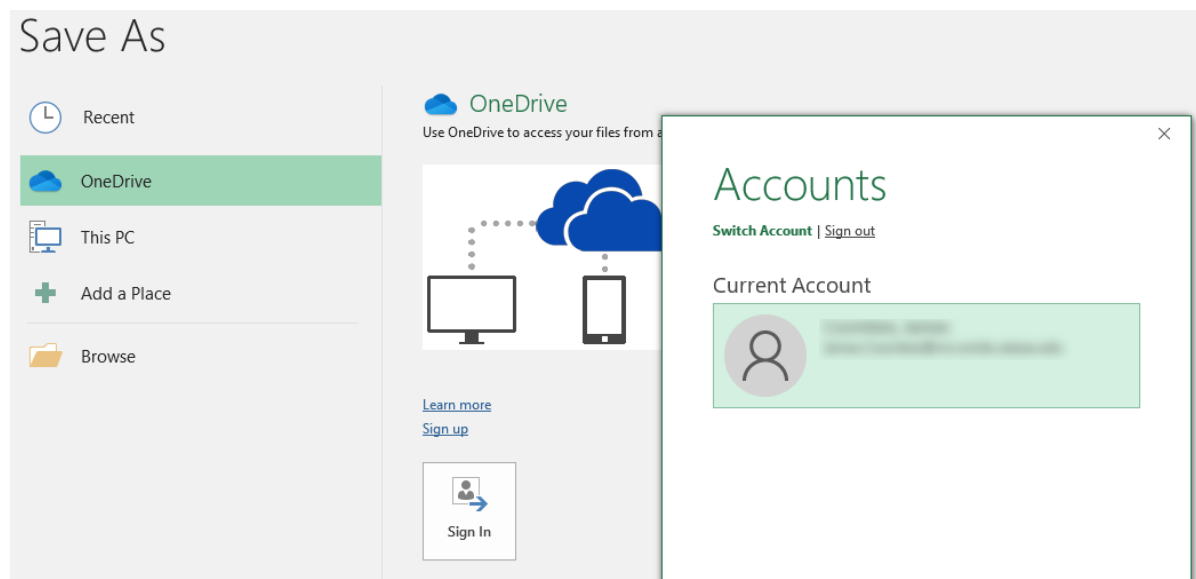 Save As
Recent
OneDrive
This PC
Add a Place
Browse
OneDrive
Use OneDrive to access your files from
Learn more
Sign up
Sign In
Accounts
Switch Account | Sign out
Current Account